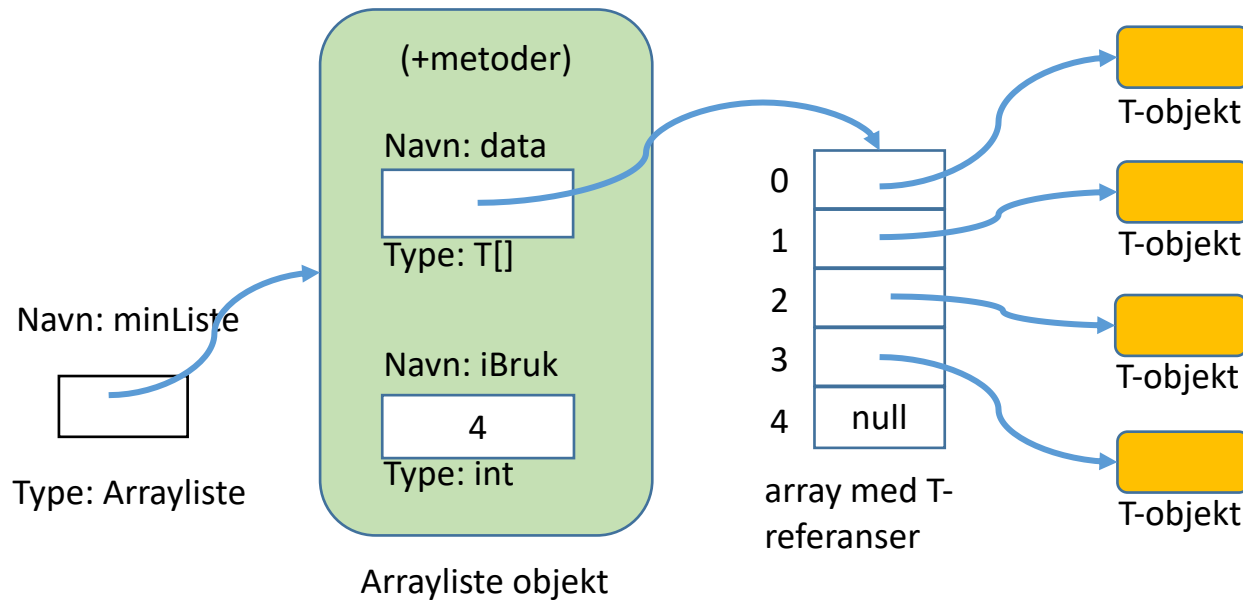 Navn: minListe
Type: Arrayliste
(+metoder)
Navn: data
Type: T[]
Navn: iBruk
4
Type: int
Arrayliste objekt
0
1
2
3
4 null
array med T-
referanser
T-objekt
T-objekt
T-objekt
T-objekt